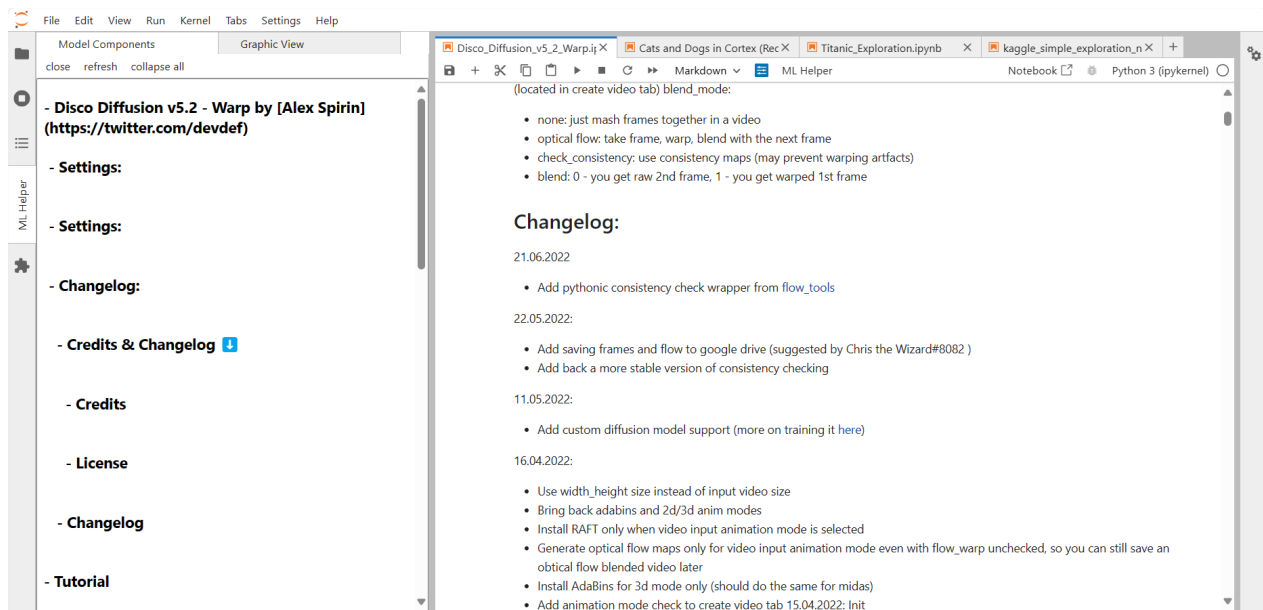 File Edit View Run Kernel Tabs Settings Help
Model Components Graphic View
close refresh collapse all
- Disco Diffusion v5.2 - Warp by [Alex Spirin]
(https://twitter.com/devdef)
- Settings:
- Settings:
- Changelog:
- Credits & Changelog ⬇️
- Credits
- License
- Changelog
- Tutorial
ML Helper
Disco_Diffusion_v5_2_Warp.ip Cats and Dogs in Cortex (Rec Titanic_Exploration.ipynb kaggle_simple_exploration_n
Markdown ML Helper Notebook Python 3 (ipykernel)
(located in create video tab) blend_mode:
• none: just mash frames together in a video
• optical flow: take frame, warp, blend with the next frame
• check_consistency: use consistency maps (may prevent warping artfacts)
• blend: 0 - you get raw 2nd frame, 1 - you get warped 1st frame
Changelog:
21.06.2022
• Add pythonic consistency check wrapper from flow_tools
22.05.2022:
• Add saving frames and flow to google drive (suggested by Chris the Wizard#8082 )
• Add back a more stable version of consistency checking
11.05.2022:
• Add custom diffusion model support (more on training it here)
16.04.2022:
• Use width_height size instead of input video size
• Bring back adabins and 2d/3d anim modes
• Install RAFT only when video input animation mode is selected
• Generate optical flow maps only for video input animation mode even with flow_warp unchecked, so you can still save an
obtical flow blended video later
• Install AdaBins for 3d mode only (should do the same for midas)
• Add animation mode check to create video tab 15.04.2022: Init